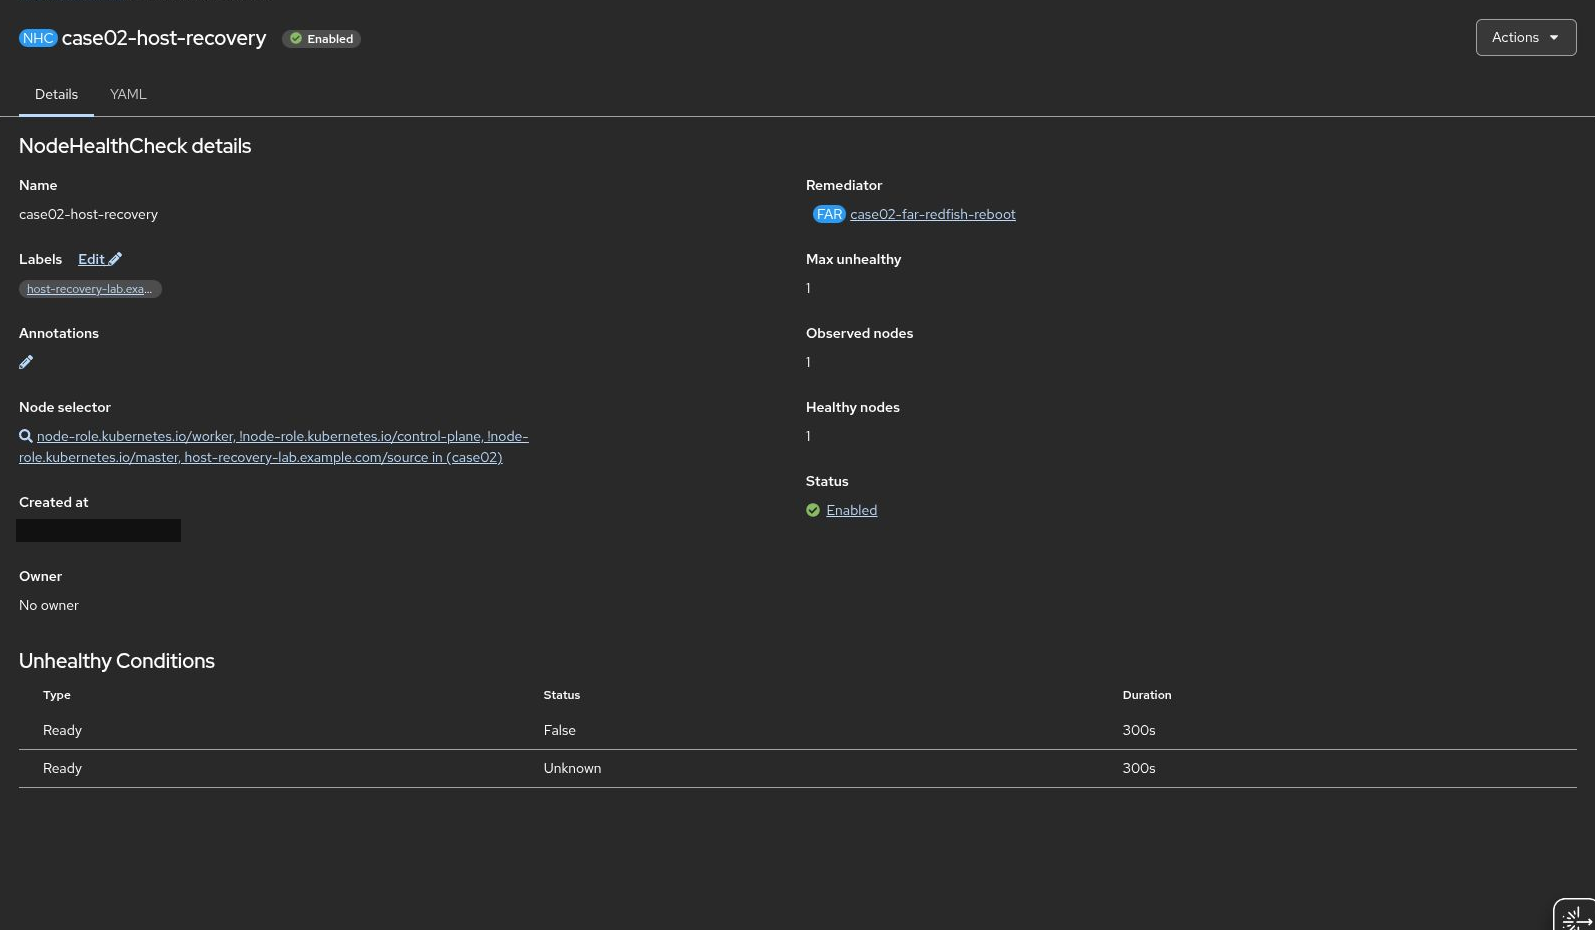 NHC case02-host-recovery Enabled
Actions
Details YAML
NodeHealthCheck details
Name
case02-host-recovery
Labels Edit
host-recovery-lab.exa...
Annotations
Node selector
node-role.kubernetes.io/worker, !node-role.kubernetes.io/control-plane, !node-
role.kubernetes.io/master, host-recovery-lab.example.com/source in (case02)
Created at
Owner
No owner
Remediator
FAR case02-far-redfish-reboot
Max unhealthy
1
Observed nodes
1
Healthy nodes
1
Status
Enabled
Unhealthy Conditions
Type Status Duration
Ready False 300s
Ready Unknown 300s